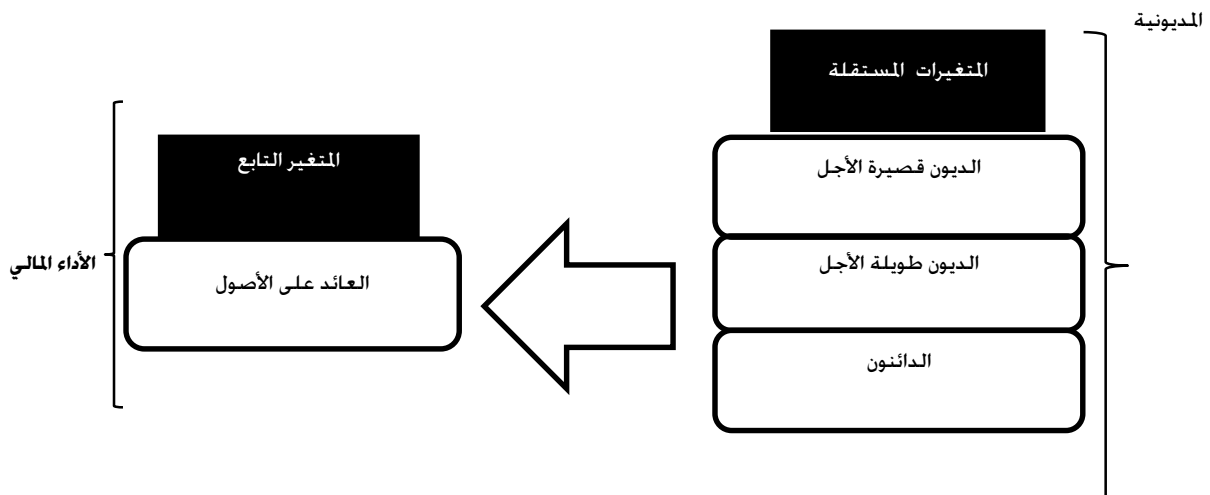 المديونية
المتغيرات المستقلة
الديون قصيرة الأجل
الديون طويلة الأجل
الدائنون
المتغير التابع
العائد على الأصول
الأداء المالي